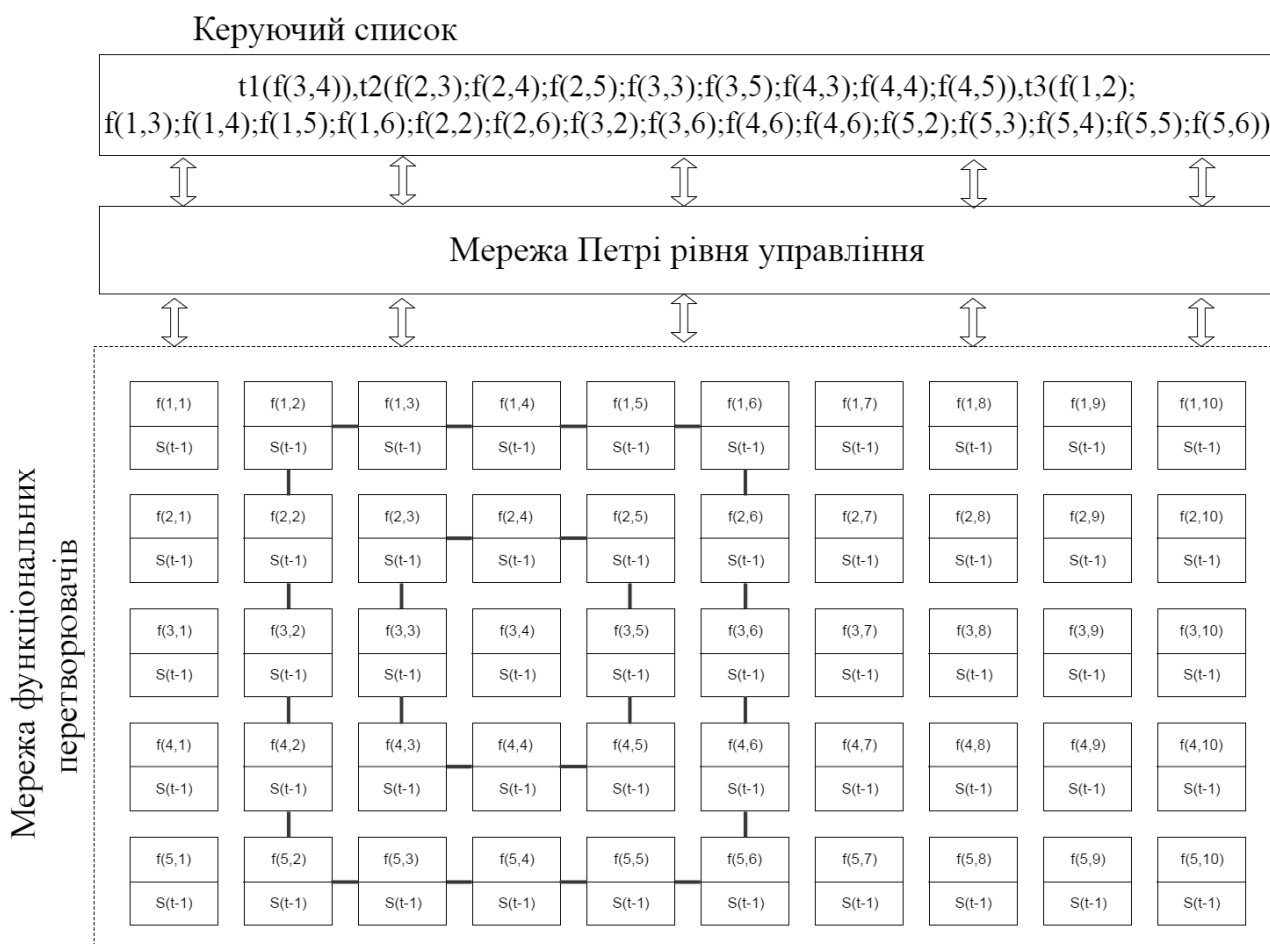 Керуючий список
t1(f(3,4)),t2(f(2,3);f(2,4);f(2,5);f(3,3);f(3,5);f(4,3);f(4,4);f(4,5)),t3(f(1,2);
f(1,3);f(1,4);f(1,5);f(1,6);f(2,2);f(2,6);f(3,2);f(3,6);f(4,6);f(4,6);f(5,2);f(5,3);f(5,4);f(5,5);f(5,6))
Мережа Петрі рівня управління
Мережа функціональних
перетворювачів
f(1,1) f(1,2) f(1,3) f(1,4) f(1,5) f(1,6) f(1,7) f(1,8) f(1,9) f(1,10)
S(t-1) S(t-1) S(t-1) S(t-1) S(t-1) S(t-1) S(t-1) S(t-1) S(t-1) S(t-1)
f(2,1) f(2,2) f(2,3) f(2,4) f(2,5) f(2,6) f(2,7) f(2,8) f(2,9) f(2,10)
S(t-1) S(t-1) S(t-1) S(t-1) S(t-1) S(t-1) S(t-1) S(t-1) S(t-1) S(t-1)
f(3,1) f(3,2) f(3,3) f(3,4) f(3,5) f(3,6) f(3,7) f(3,8) f(3,9) f(3,10)
S(t-1) S(t-1) S(t-1) S(t-1) S(t-1) S(t-1) S(t-1) S(t-1) S(t-1) S(t-1)
f(4,1) f(4,2) f(4,3) f(4,4) f(4,5) f(4,6) f(4,7) f(4,8) f(4,9) f(4,10)
S(t-1) S(t-1) S(t-1) S(t-1) S(t-1) S(t-1) S(t-1) S(t-1) S(t-1) S(t-1)
f(5,1) f(5,2) f(5,3) f(5,4) f(5,5) f(5,6) f(5,7) f(5,8) f(5,9) f(5,10)
S(t-1) S(t-1) S(t-1) S(t-1) S(t-1) S(t-1) S(t-1) S(t-1) S(t-1) S(t-1)